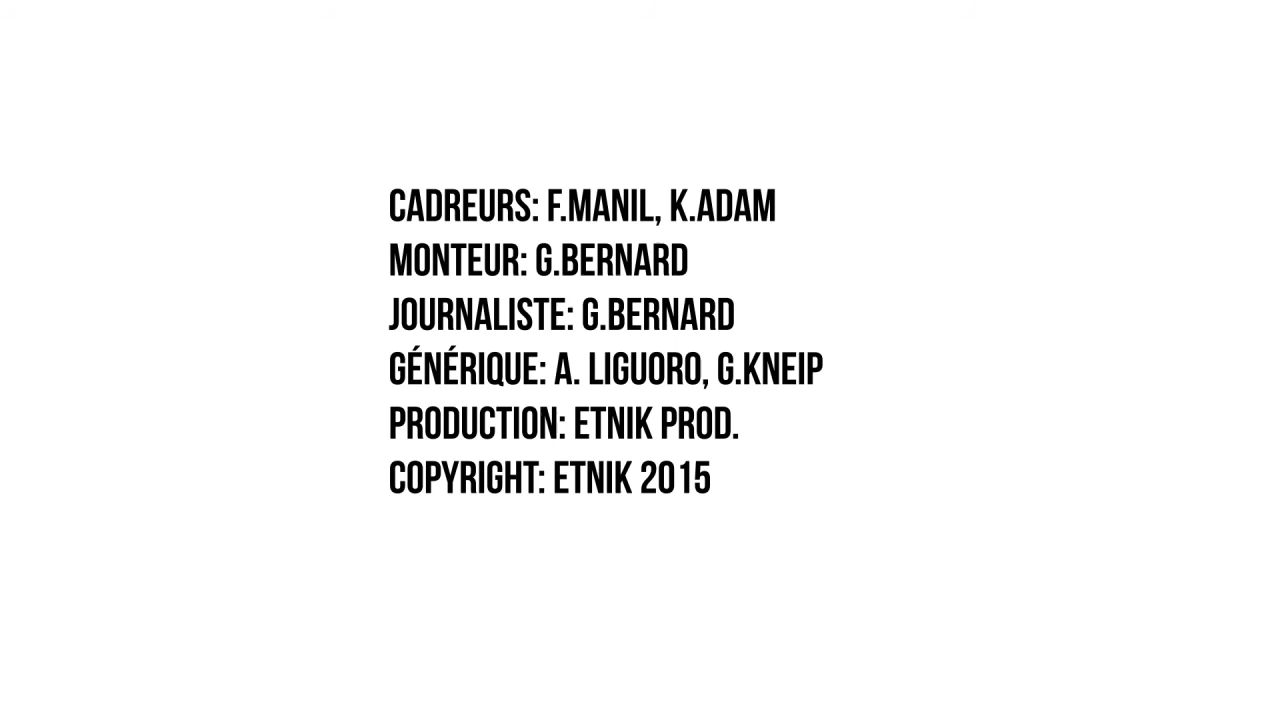 CADREURS: F.MANIL, K.ADAM
MONTEUR: G.BERNARD
JOURNALISTE: G.BERNARD
GÉNÉRIQUE: A. LIGUORO, G.KNEIP
PRODUCTION: ETNIK PROD.
COPYRIGHT: ETNIK 2015